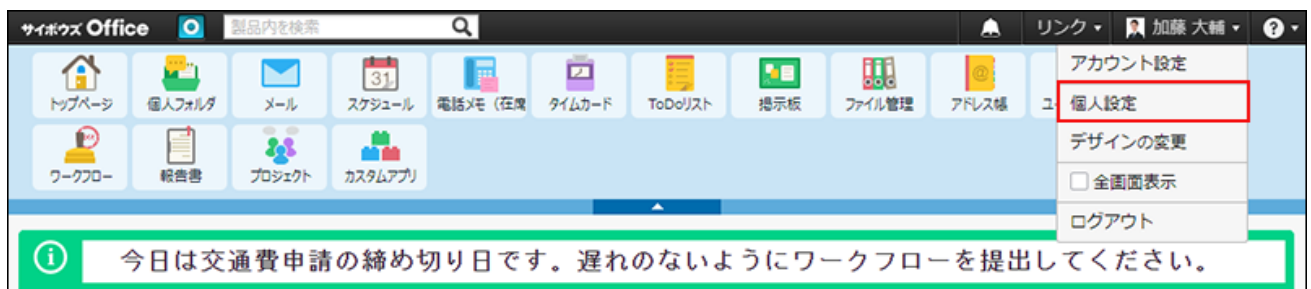 サイボウズ Office 製品内を検索 リンク 加藤 大輔 ?
トップページ 個人フォルダ メール スケジュール 電話メモ（在席 タイムカード ToDoリスト 掲示板 ファイル管理 アドレス帳 ユー
31
ワークフロー 報告書 プロジェクト カスタムアプリ
アカウント設定
個人設定
デザインの変更
全画面表示
ログアウト
今日は交通費申請の締め切り日です。遅れのないようにワークフローを提出してください。